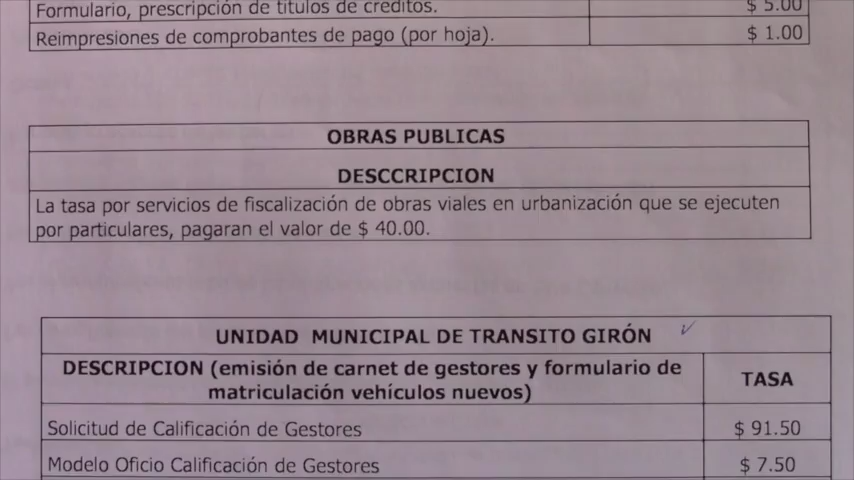 Formulario, prescripción de títulos de créditos. $ 5.00
Reimpresiones de comprobantes de pago (por hoja). $ 1.00
OBRAS PUBLICAS
DESCCRIPCION
La tasa por servicios de fiscalización de obras viales en urbanización que se ejecuten
por particulares, pagaran el valor de $ 40.00.
UNIDAD MUNICIPAL DE TRANSITO GIRÓN
DESCRIPCION (emisión de carnet de gestores y formulario de
matriculación vehículos nuevos)
TASA
Solicitud de Calificación de Gestores $ 91.50
Modelo Oficio Calificación de Gestores $ 7.50